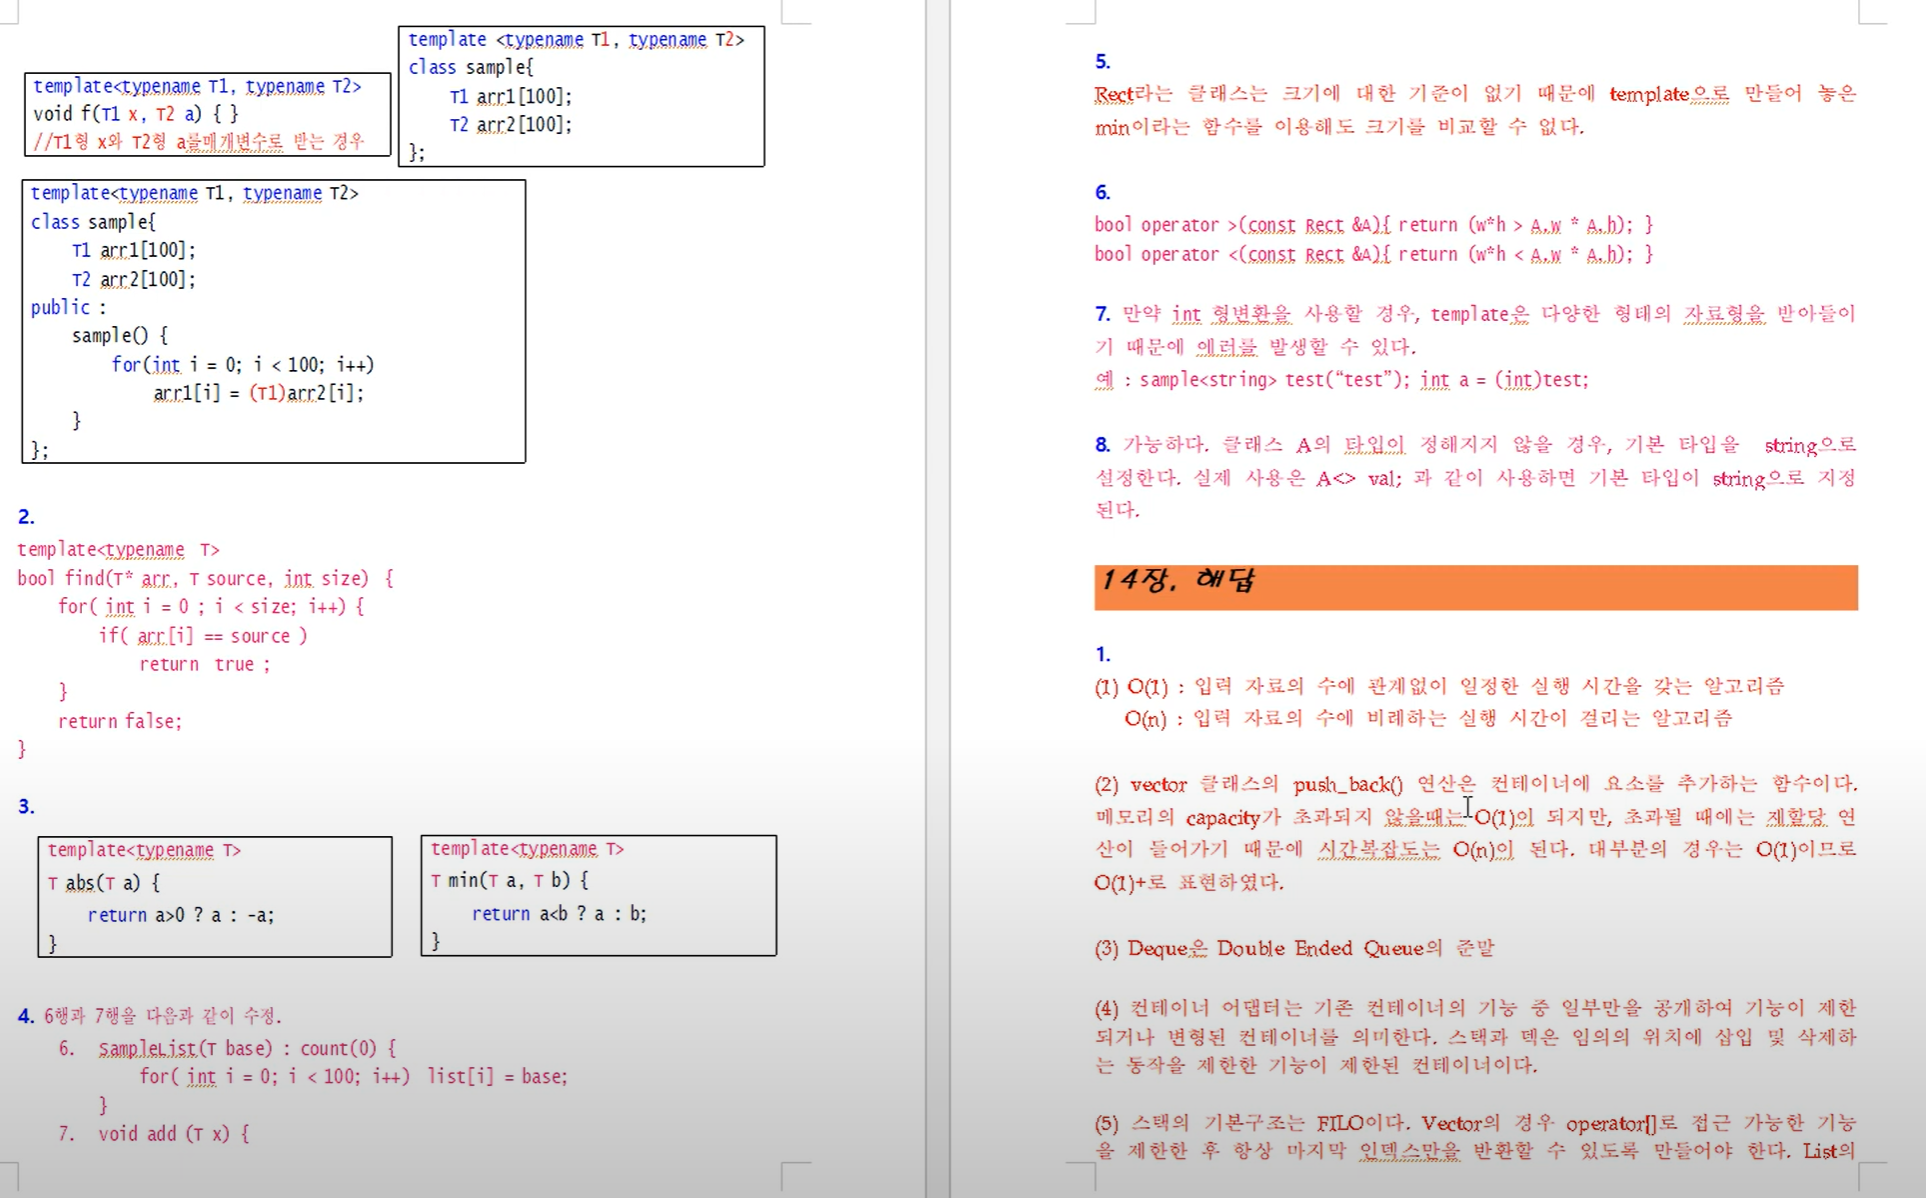 template<typename T1, typename T2>
void f(T1 x, T2 a) { }
//T1형 x와 T2형 a를매개변수로 받는 경우
template <typename T1, typename T2>
class sample{
T1 arr1[100];
T2 arr2[100];
};
template<typename T1, typename T2>
class sample{
T1 arr1[100];
T2 arr2[100];
public :
sample() {
for(int i = 0; i < 100; i++)
arr1[i] = (T1)arr2[i];
}
};
2.
template<typename T>
bool find(T* arr, T source, int size) {
for( int i = 0 ; i < size; i++) {
if( arr[i] == source )
return true ;
}
return false;
}
3.
template<typename T>
T abs(T a) {
return a>0 ? a : -a;
}
template<typename T>
T min(T a, T b) {
return a<b ? a : b;
}
4. 6행과 7행을 다음과 같이 수정.
6. SampleList(T base) : count(0) {
for( int i = 0; i < 100; i++) list[i] = base;
}
7. void add (T x) {
5.
Rect라는 클래스는 크기에 대한 기준이 없기 때문에 template으로 만들어 놓은
min이라는 함수를 이용해도 크기를 비교할 수 없다.
6.
bool operator >(const Rect &A){ return (w*h > A.w * A.h); }
bool operator <(const Rect &A){ return (w*h < A.w * A.h); }
7. 만약 int 형변환을 사용할 경우, template은 다양한 형태의 자료형을 받아들이
기 때문에 에러를 발생할 수 있다.
예 : sample<string> test(“test”); int a = (int)test;
8. 가능하다. 클래스 A의 타입이 정해지지 않을 경우, 기본 타입을 string으로
설정한다. 실제 사용은 A<> val; 과 같이 사용하면 기본 타입이 string으로 지정
된다.
14장. 해답
1.
(1) O(1) : 입력 자료의 수에 관계없이 일정한 실행 시간을 갖는 알고리즘
O(n) : 입력 자료의 수에 비례하는 실행 시간이 걸리는 알고리즘
(2) vector 클래스의 push_back() 연산은 컨테이너에 요소를 추가하는 함수이다.
메모리의 capacity가 초과되지 않을때는 O(1)이 되지만, 초과될 때에는 재할당 연
산이 들어가기 때문에 시간복잡도는 O(n)이 된다. 대부분의 경우는 O(1)이므로
O(1)+로 표현하였다.
(3) Deque은 Double Ended Queue의 준말
(4) 컨테이너 어댑터는 기존 컨테이너의 기능 중 일부만을 공개하여 기능이 제한
되거나 변형된 컨테이너를 의미한다. 스택과 덱은 임의의 위치에 삽입 및 삭제하
는 동작을 제한한 기능이 제한된 컨테이너이다.
(5) 스택의 기본구조는 FILO이다. Vector의 경우 operator[]로 접근 가능한 기능
을 제한한 후 항상 마지막 인덱스만을 반환할 수 있도록 만들어야 한다. List의